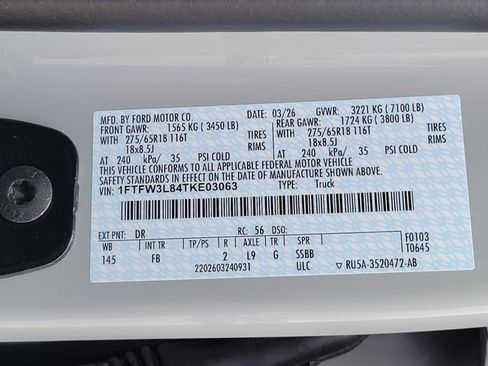 MFD. BY FORD MOTOR CO. 03/26 GVWR: 3221 KG ( 7100 LB)
FRONT GAWR: 1565 KG ( 3450 LB) REAR GAWR: 1724 KG ( 3800 LB)
WITH 275/65R18 116T TIRES WITH 275/65R18 116T TIRES
18x8.5J RIMS 18x8.5J RIMS
AT 240 kPa/ 35 PSI COLD AT 240 kPa/ 35 PSI COLD
THIS VEHICLE CONFORMS TO ALL APPLICABLE FEDERAL MOTOR VEHICLE
SAFETY STANDARDS IN EFFECT ON THE DATE OF MANUFACTURE SHOWN ABOVE.
VIN: 1FTFW3L84TKE03063 TYPE: Truck
EXT PNT: DR RC: 56 DSO:
WB INT TR TP/PS R AXLE TR SPR F0103
145 FB 2 L9 G SSBB T0645
2202603240931 ULC ▽ RU5A-3520472-AB